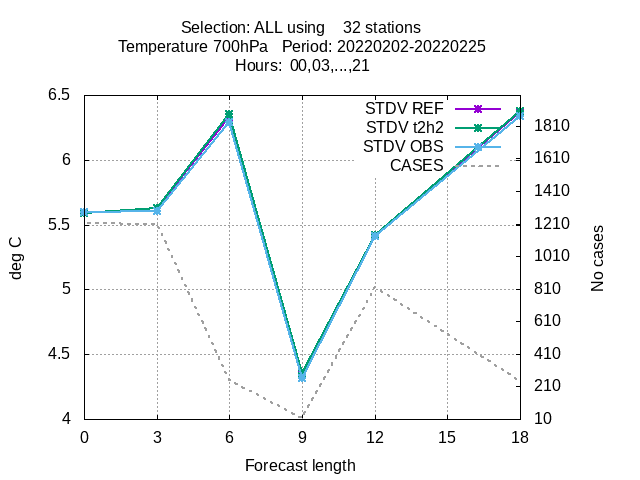 Selection: ALL using 32 stations
Temperature 700hPa Period: 20220202-20220225
Hours: 00,03,...,21
STDV REF
STDV t2h2
STDV OBS
CASES
6.5
6
5.5
5
4.5
4
1810
1610
1410
1210
1010
810
610
410
210
10
deg C
No cases
0 3 6 9 12 15 18
Forecast length